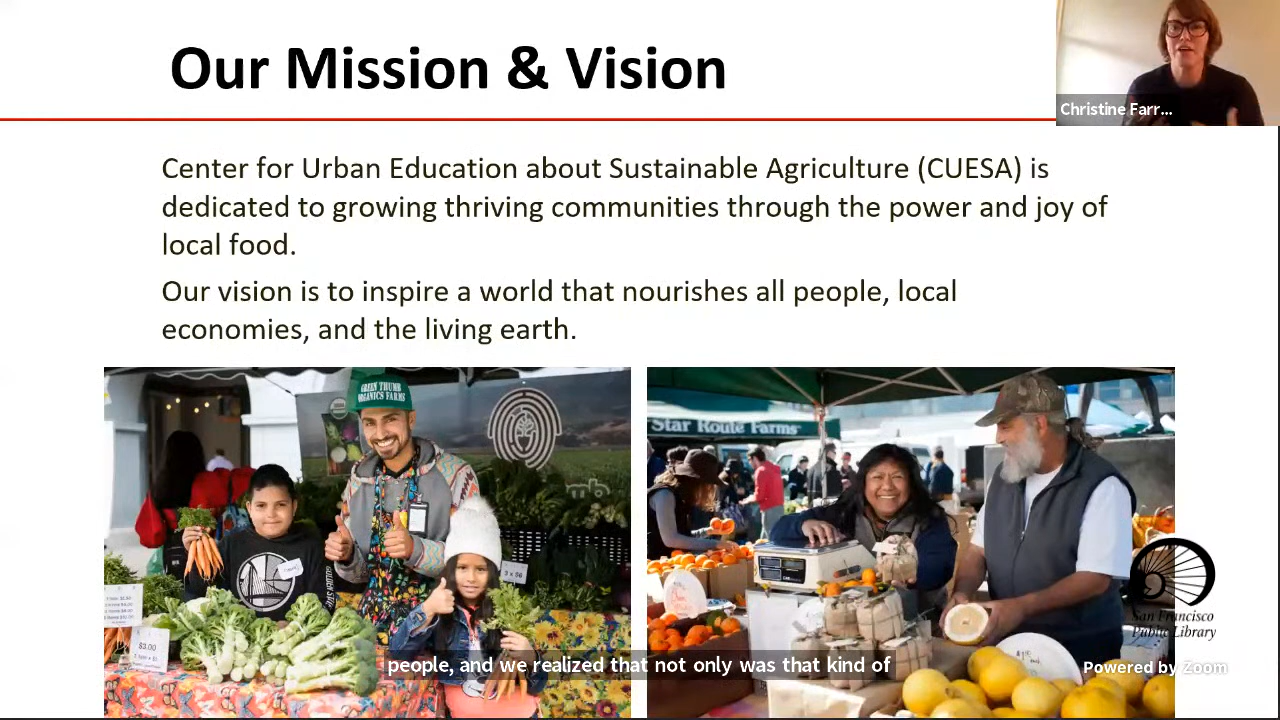 Our Mission & Vision
Christine Farr...
Center for Urban Education about Sustainable Agriculture (CUESA) is
dedicated to growing thriving communities through the power and joy of
local food.
Our vision is to inspire a world that nourishes all people, local
economies, and the living earth.
GREEN THUMB
ORGANICS FARMS
Star Route Farms
3 x $6
$3.00
San Francisco
Public Library
people, and we realized that not only was that kind of
Powered by Zoom